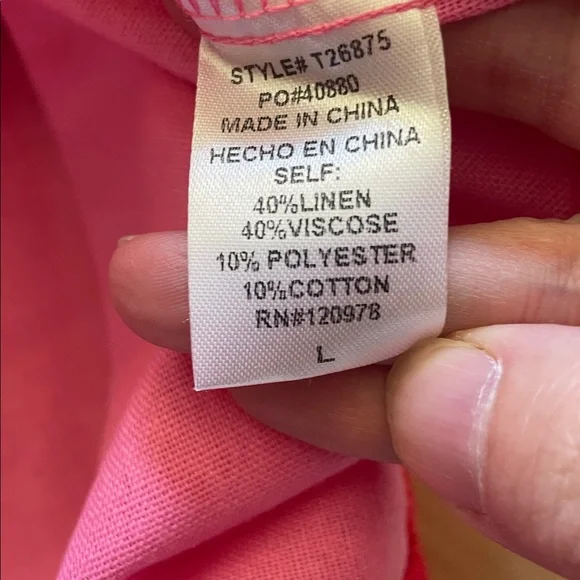 STYLE# T26875
PO#40880
MADE IN CHINA
HECHO EN CHINA
SELF:
40%LINEN
40%VISCOSE
10% POLYESTER
10%COTTON
RN#120978
L